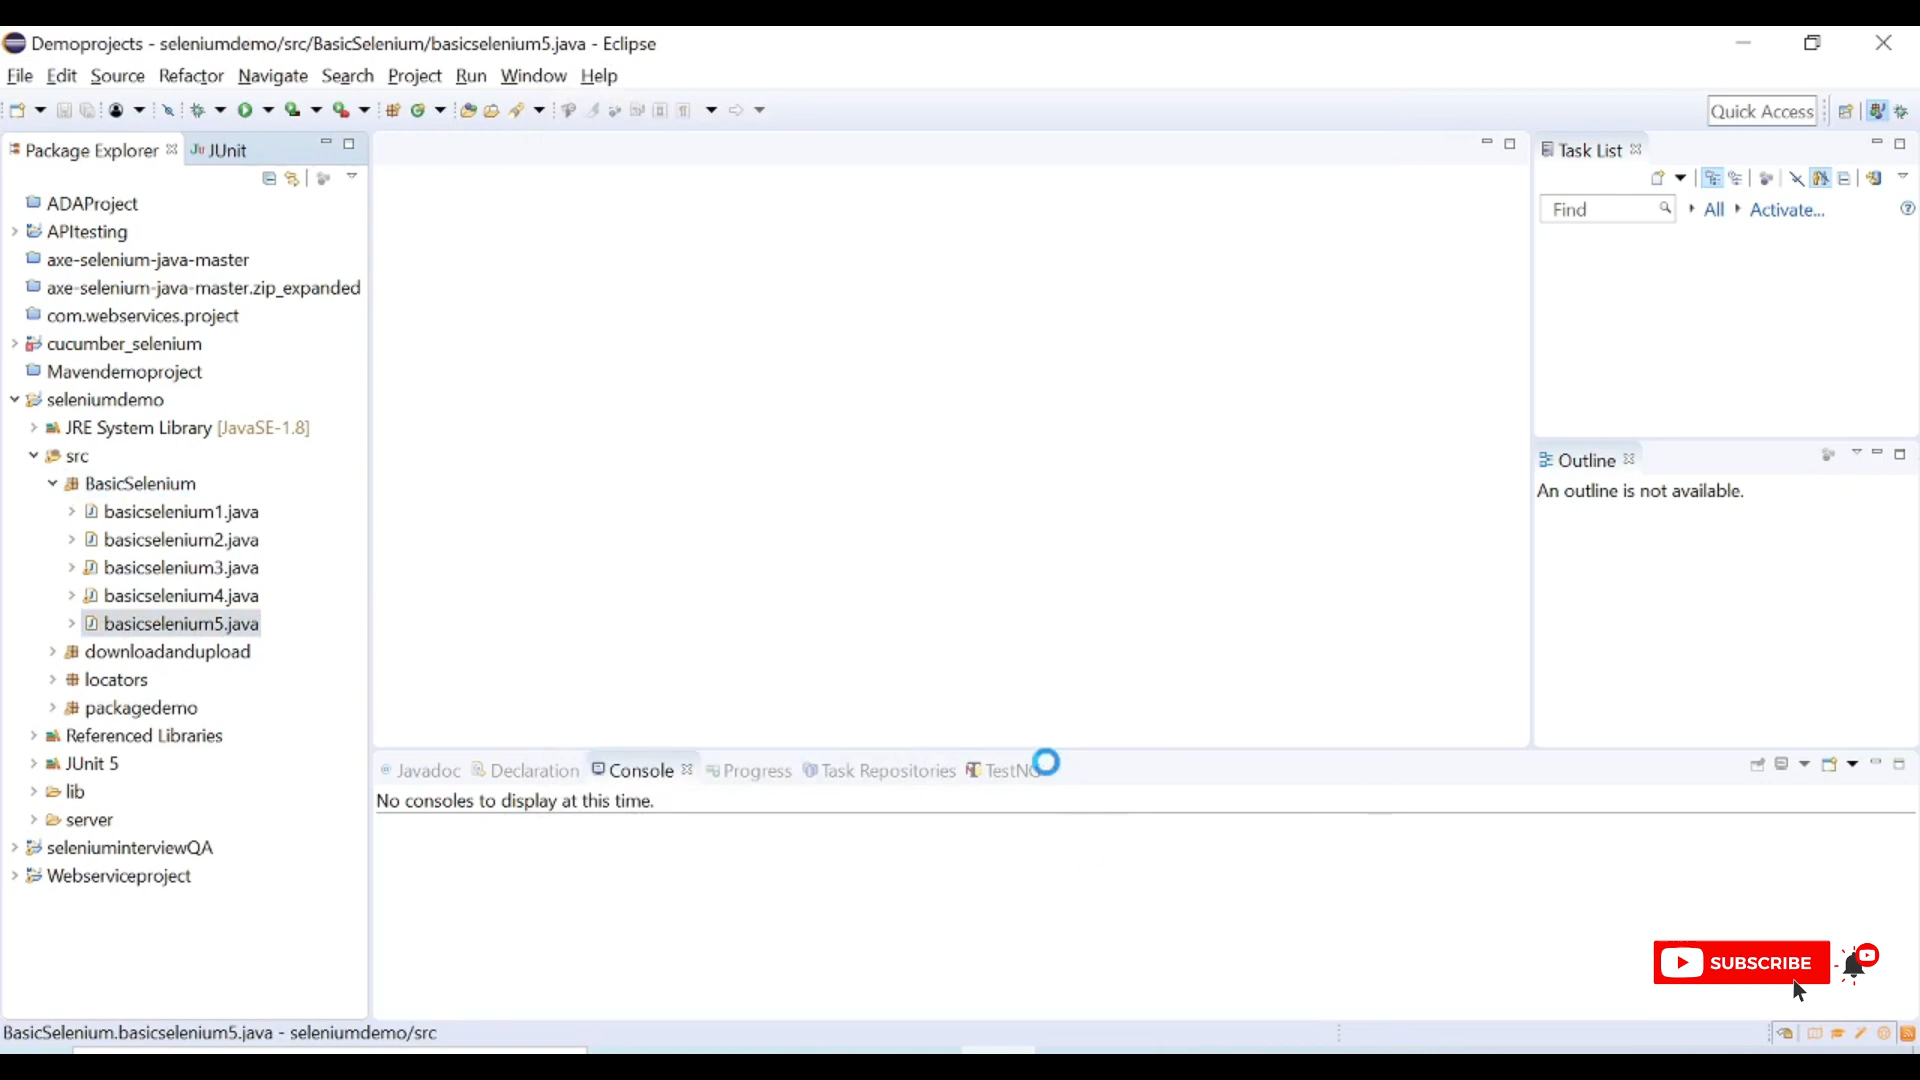 Demoprojects - seleniumdemo/src/BasicSelenium/basicselenium5.java - Eclipse
File Edit Source Refactor Navigate Search Project Run Window Help
Quick Access
Package Explorer
JUnit
ADAProject
APItesting
axe-selenium-java-master
axe-selenium-java-master.zip_expanded
com.webservices.project
cucumber_selenium
Mavendemoproject
seleniumdemo
JRE System Library [JavaSE-1.8]
src
BasicSelenium
basicselenium1.java
basicselenium2.java
basicselenium3.java
basicselenium4.java
basicselenium5.java
downloadandupload
locators
packagedemo
Referenced Libraries
JUnit 5
lib
server
seleniuminterviewQA
Webserviceproject
Task List
Find All Activate...
Outline
An outline is not available.
Javadoc Declaration Console Progress Task Repositories TestNG
No consoles to display at this time.
SUBSCRIBE
BasicSelenium.basicselenium5.java - seleniumdemo/src